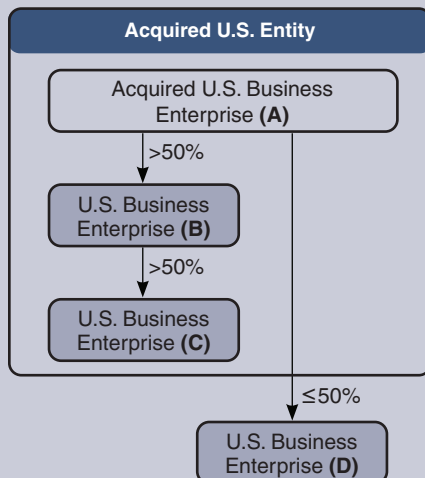 Acquired U.S. Entity
Acquired U.S. Business
Enterprise (A)
>50%
U.S. Business
Enterprise (B)
>50%
U.S. Business
Enterprise (C)
≤50%
U.S. Business
Enterprise (D)